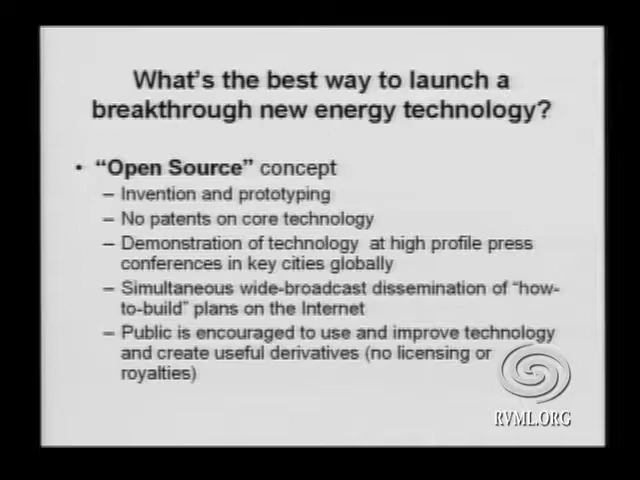 What's the best way to launch a
breakthrough new energy technology?
• "Open Source" concept
– Invention and prototyping
– No patents on core technology
– Demonstration of technology at high profile press
conferences in key cities globally
– Simultaneous wide-broadcast dissemination of "how-
to-build" plans on the Internet
– Public is encouraged to use and improve technology
and create useful derivatives (no licensing or
royalties)
RVML.ORG